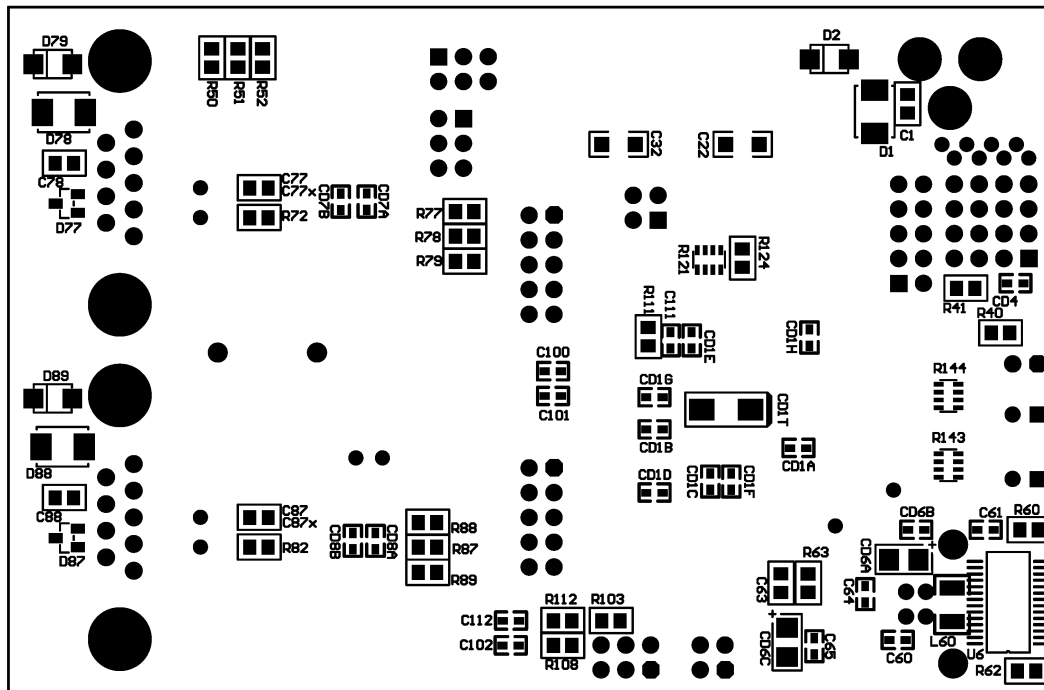 D79
D2
R50
R51
R52
D78
C1
D1
C32
C22
C78
C77
C77x
CD7B
CD7A
D77
R72
R77
R78
R79
R121
R124
R41
CD4
R40
R111
C111
CD1E
CD1H
C100
C101
D89
CD1G
CD1T
R144
CD1B
CD1A
R143
D88
CD1D
CD1C
CD1F
C88
C87
C87x
D87
R82
CD8B
CD8A
R88
R87
R89
CD6B
C61
R60
+
CD6A
R63
C63
C64
C112
R112
R103
+
L60
U6
C102
R108
CD6C
C65
C60
R62